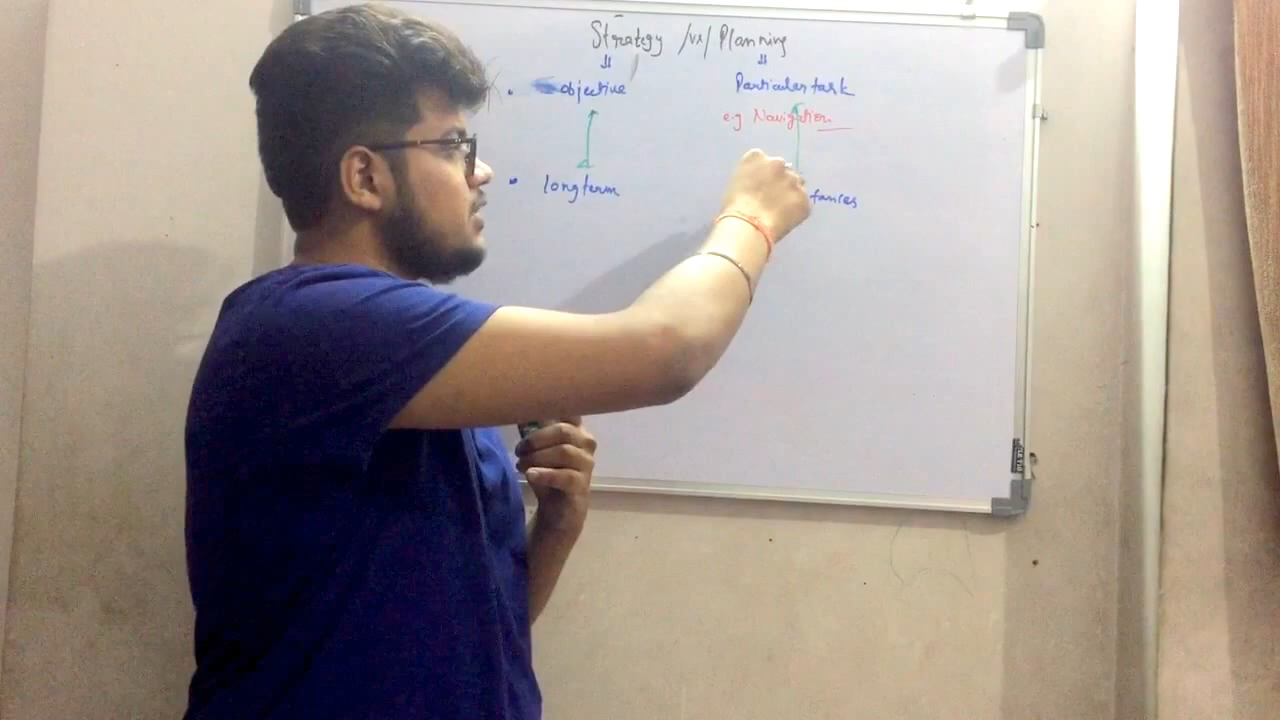 Strategy /vs/ Planning
• objective Particular task
e.g Navigation
• long term